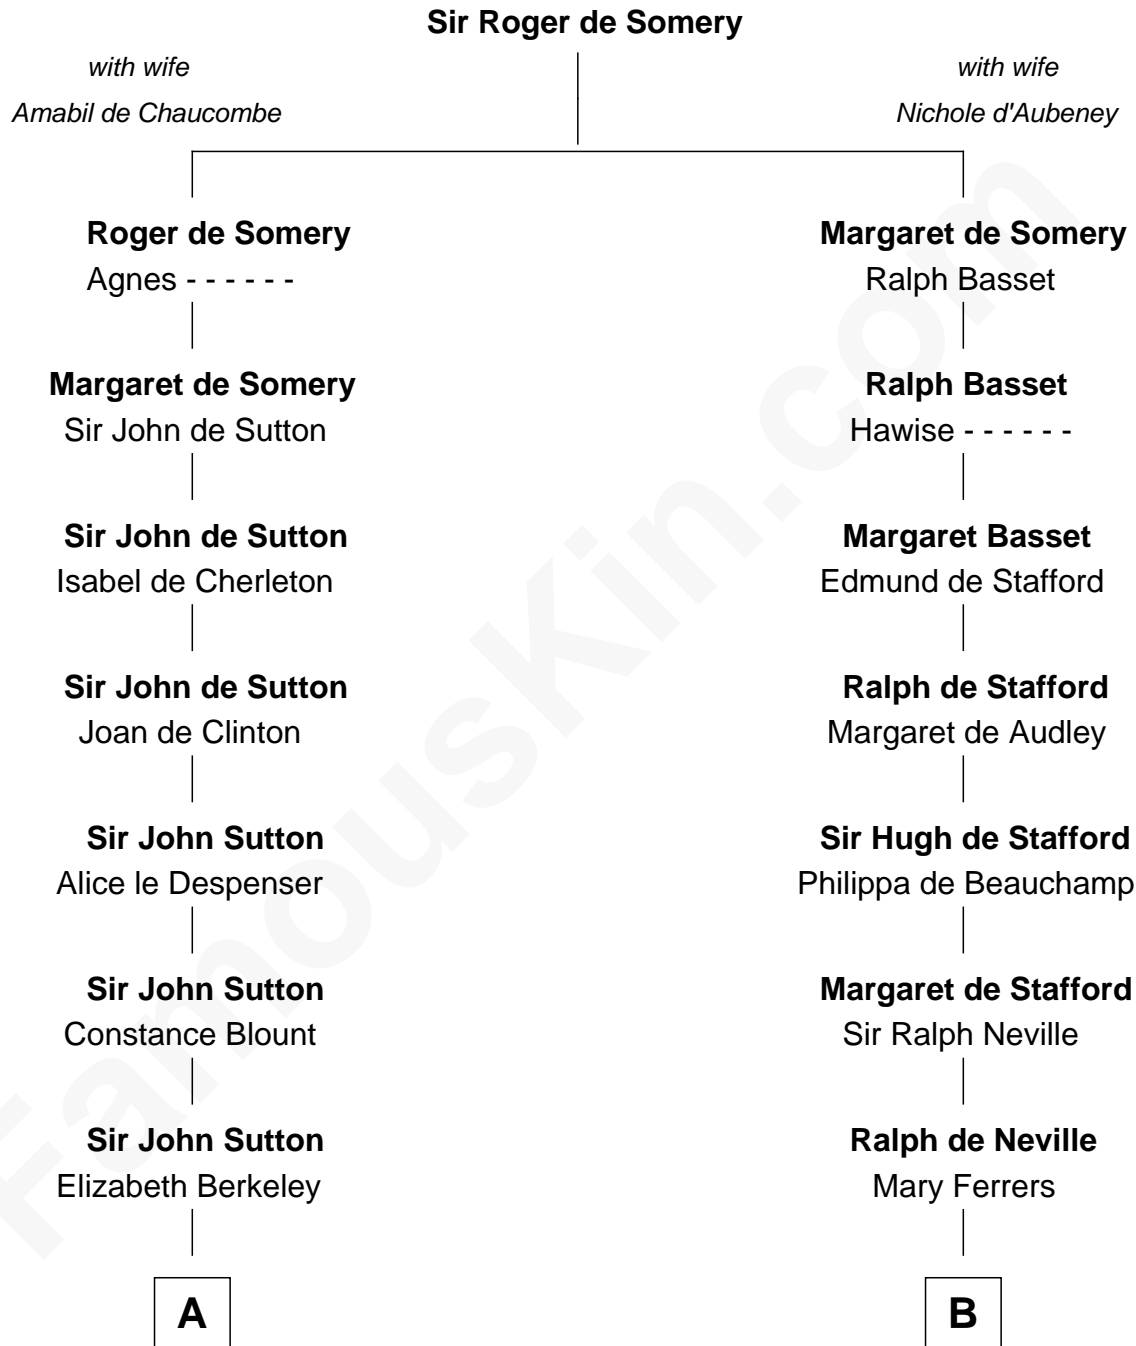 Sir Roger de Somery
with wife
Amabil de Chaucombe
with wife
Nichole d'Aubeney
Roger de Somery
Agnes - - - - - -
Margaret de Somery
Ralph Basset
Margaret de Somery
Sir John de Sutton
Ralph Basset
Hawise - - - - - -
Sir John de Sutton
Isabel de Cherleton
Margaret Basset
Edmund de Stafford
Sir John de Sutton
Joan de Clinton
Ralph de Stafford
Margaret de Audley
Sir John Sutton
Alice le Despenser
Sir Hugh de Stafford
Philippa de Beauchamp
Sir John Sutton
Constance Blount
Margaret de Stafford
Sir Ralph Neville
Sir John Sutton
Elizabeth Berkeley
Ralph de Neville
Mary Ferrers
A
B
FamousKin.com